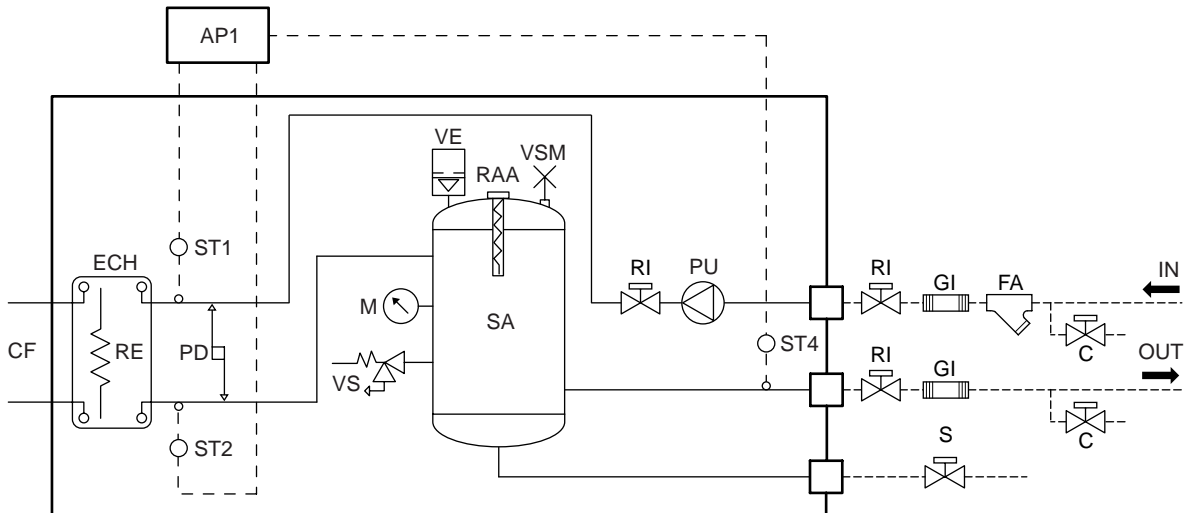 AP1
VE
VSM
RAA
ST1
ECH
RI
PU
RI
GI
FA
IN
M
SA
CF
RE
PD
ST4
C
OUT
RI
GI
VS
ST2
C
S